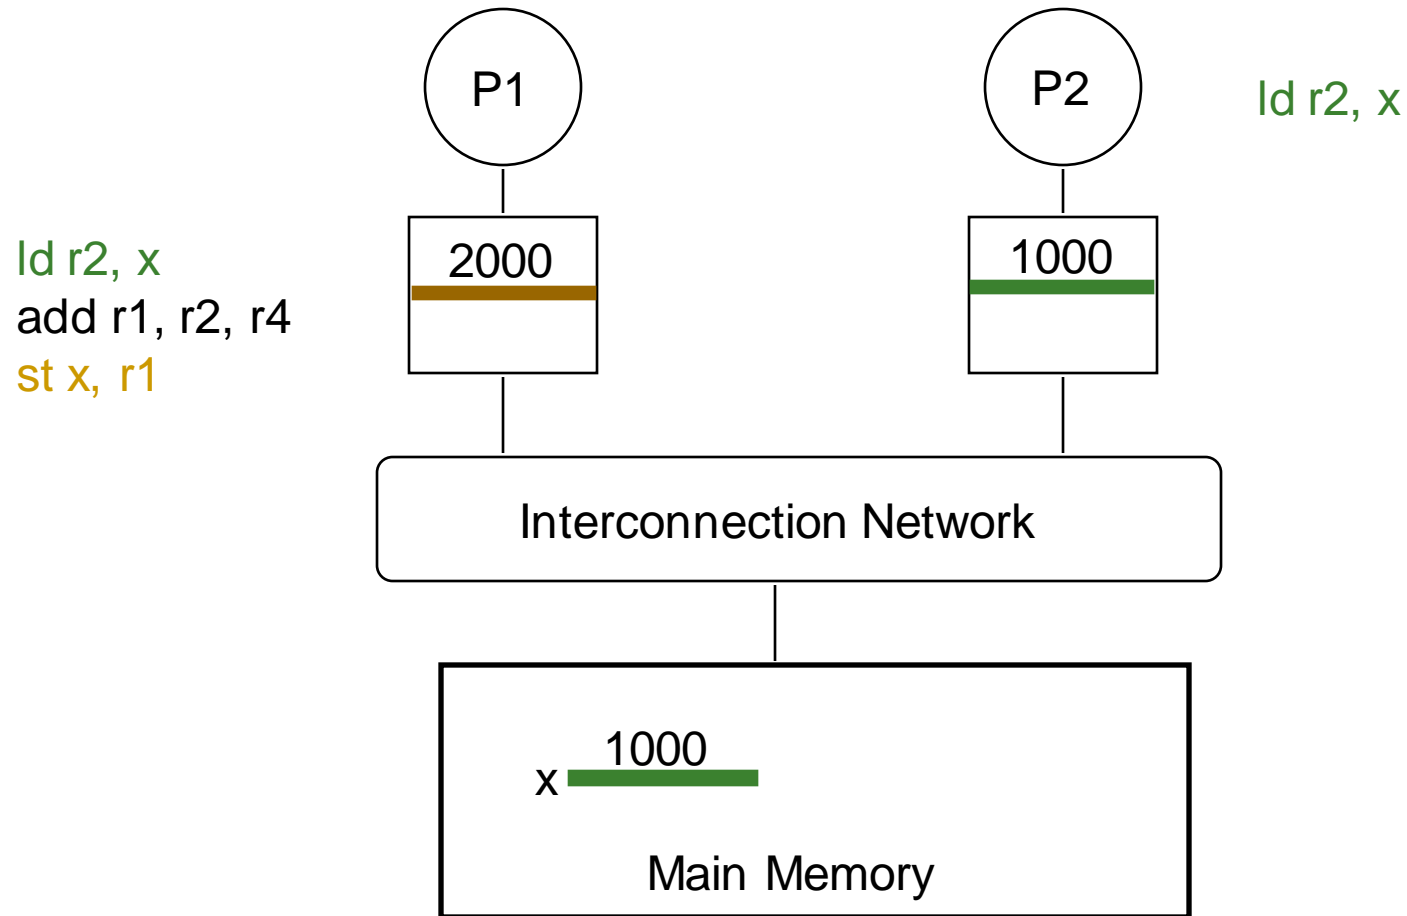 P1
P2
ld r2, x
2000
1000
ld r2, x
add r1, r2, r4
st x, r1
Interconnection Network
1000
x
Main Memory